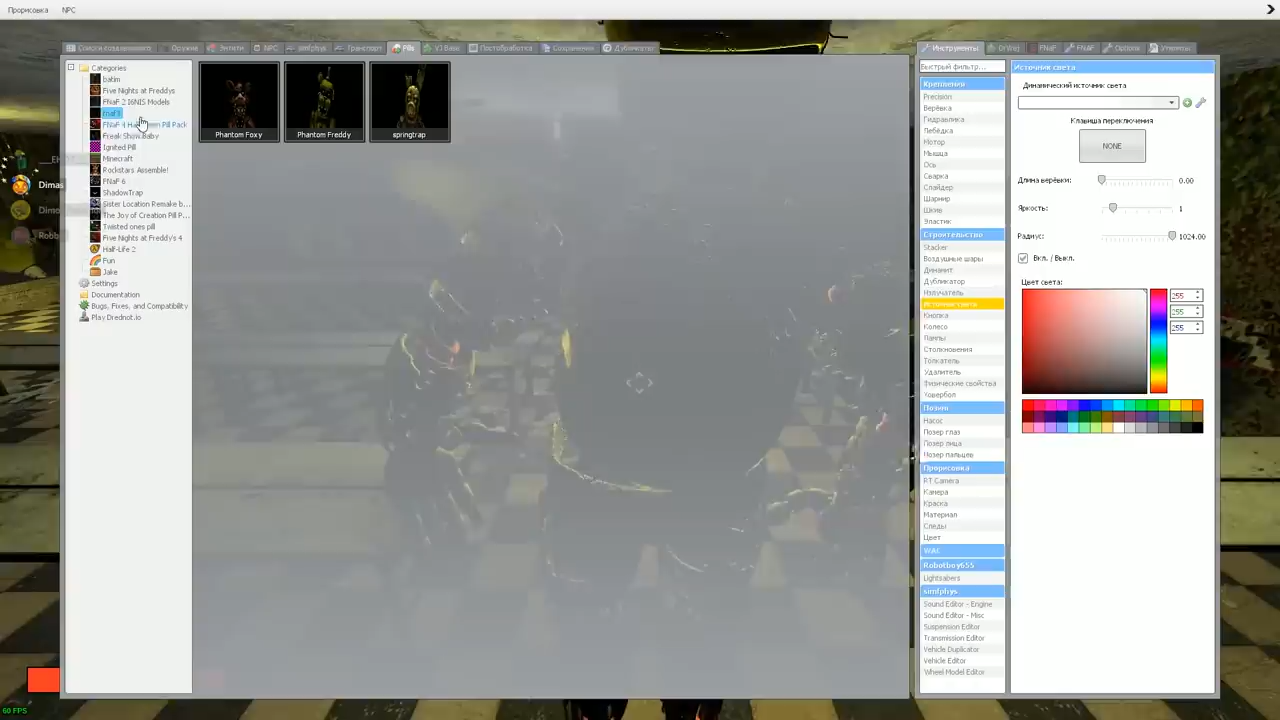 Прорисовка NPC
Оружие Энтити NPC simfphys Транспорт Pills VJ Base Постобработка Сохранения Дубликатор
Инструменты FNaF FNAF Options Утилиты
Categories
batim
Five Nights at Freddys
FNaF 2 I6NIS Models
fnaf3
Freak Show Baby
Ignited Pill
Minecraft
Rockstars Assemble!
FNaF 6
ShadowTrap
Sister Location Remake b...
The Joy of Creation Pill P...
Twisted ones pill
Five Nights at Freddy's 4
Half-Life 2
Fun
Jake
Settings
Documentation
Bugs, Fixes, and Compatibility
Play Drednot.io
Dimas
Phantom Foxy
Phantom Freddy
springtrap
Быстрый фильтр...
Крепления
Precision
Верёвка
Гидравлика
Лебёдка
Мотор
Мышца
Ось
Сварка
Слайдер
Шарнир
Шкив
Эластик
Строительство
Stacker
Воздушные шары
Динамит
Дубликатор
Излучатель
Источник света
Кнопка
Колесо
Лампы
Столкновения
Толкатель
Удалитель
Физические свойства
Ховербол
Позинг
Насос
Позер глаз
Позер лица
Позер пальцев
Прорисовка
RT Camera
Камера
Краска
Материал
Следы
Цвет
WAC
Robotboy655
Lightsabers
simfphys
Sound Editor - Engine
Sound Editor - Misc
Suspension Editor
Transmission Editor
Vehicle Duplicator
Vehicle Editor
Wheel Model Editor
Источник света
Динамический источник света
Клавиша переключения
NONE
Длина верёвки: 0.00
Яркость: 1
Радиус: 1024.00
Вкл. / Выкл.
Цвет света:
255
255
255
60 FPS